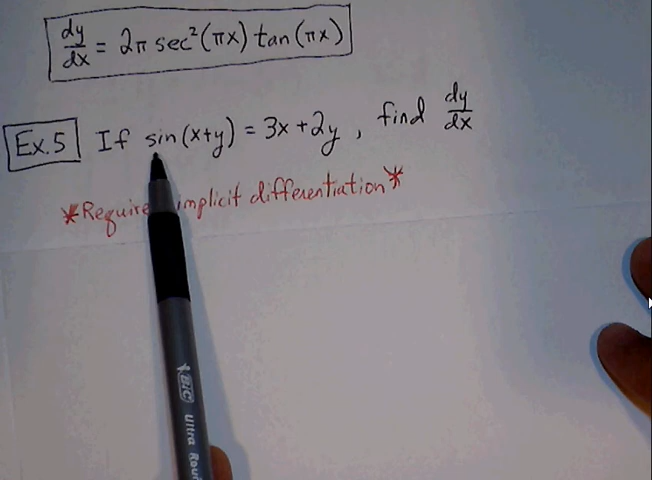 dy/dx = 2π sec²(πx) tan(πx)
Ex.5 If sin(x+y) = 3x + 2y, find dy/dx
*Require implicit differentiation*
BIC Ultra